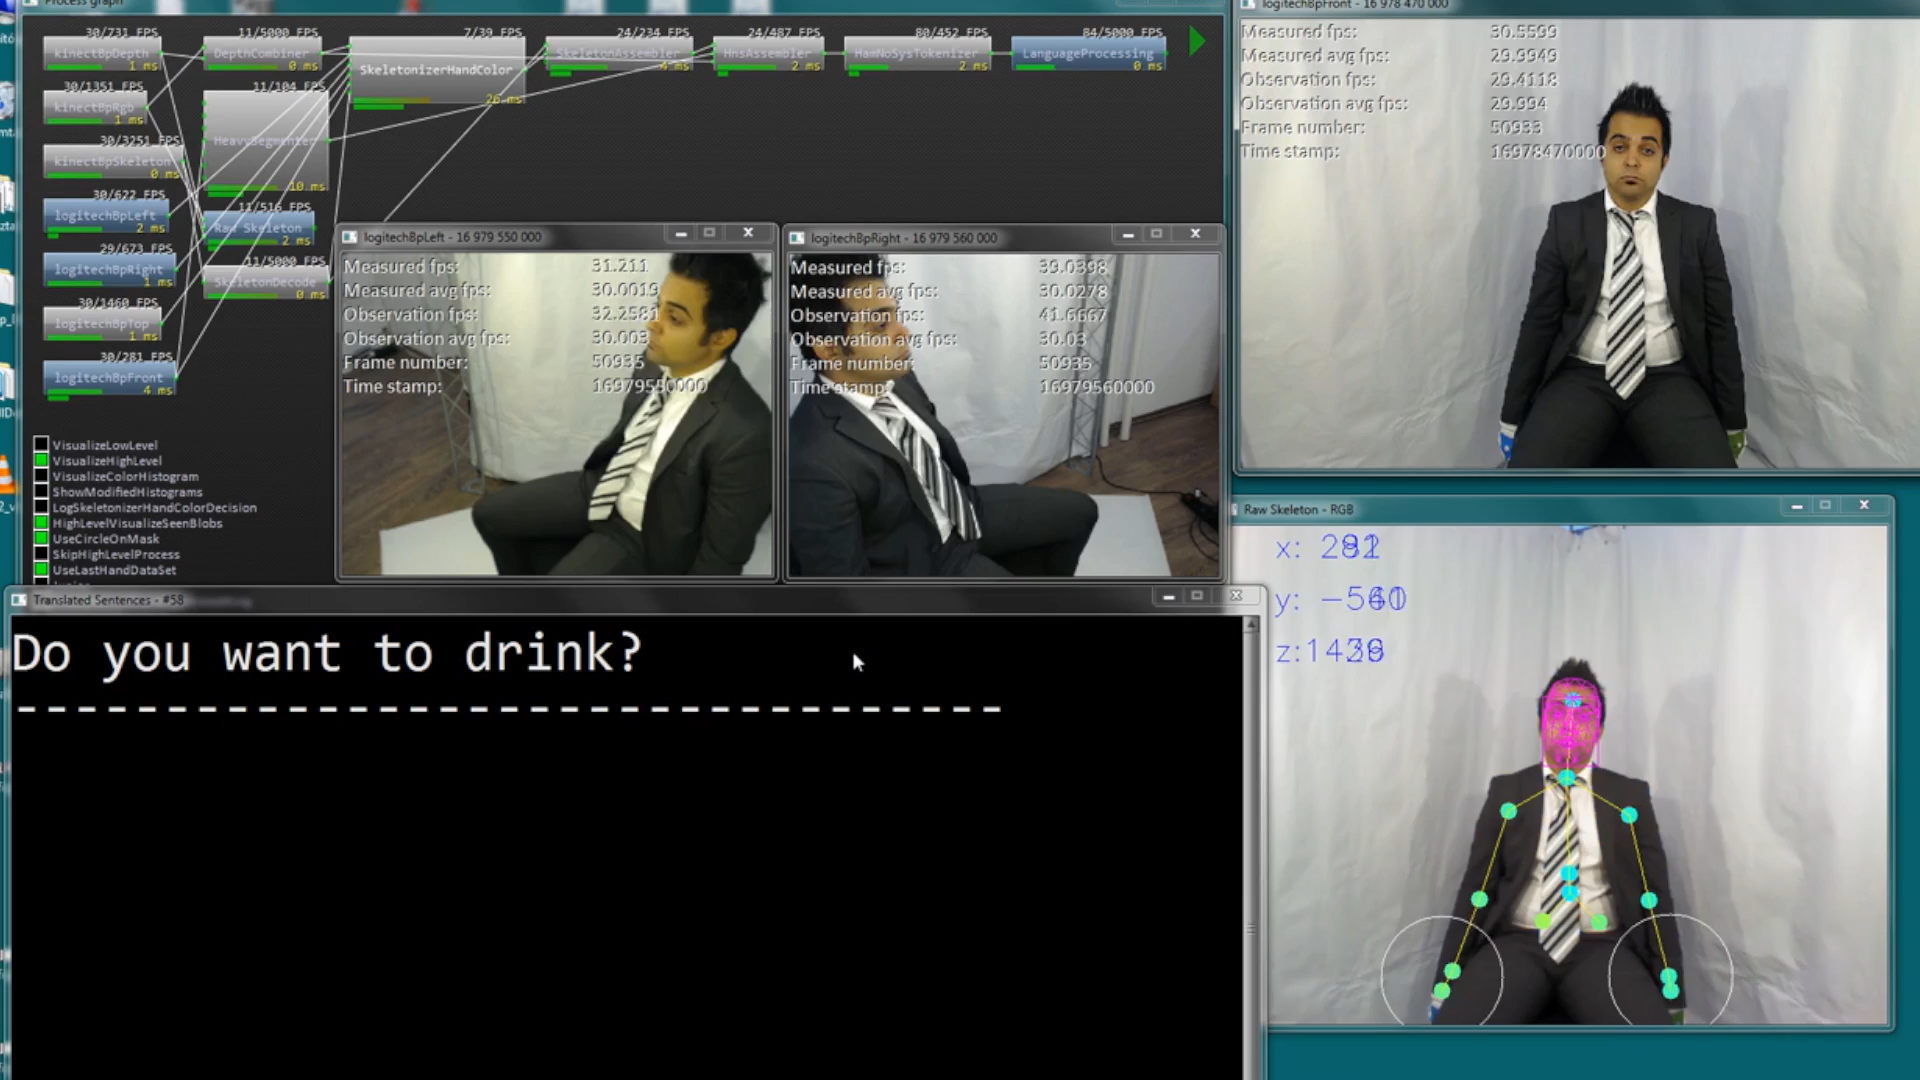 Process graph
30/731 FPS
kinectBpDepth
1 ms
11/5000 FPS
DepthCombiner
0 ms
7/39 FPS
SkeletonizerHandColor
26 ms
24/234 FPS
SkeletonAssembler
4 ms
24/487 FPS
HnsAssembler
2 ms
80/452 FPS
HamNoSysTokenizer
2 ms
84/5000 FPS
LanguageProcessing
0 ms
30/1351 FPS
kinectBpRgb
1 ms
11/104 FPS
HeavySegmenter
10 ms
30/3251 FPS
kinectBpSkeleton
0 ms
30/622 FPS
logitechBpLeft
2 ms
11/516 FPS
Raw Skeleton
2 ms
29/673 FPS
logitechBpRight
1 ms
11/5000 FPS
SkeletonDecode
0 ms
30/1460 FPS
logitechBpTop
1 ms
30/281 FPS
logitechBpFront
4 ms
VisualizeLowLevel
VisualizeHighLevel
VisualizeColorHistogram
ShowModifiedHistograms
LogSkeletonizerHandColorDecision
HighLevelVisualizeSeenBlobs
UseCircleOnMask
SkipHighLevelProcess
UseLastHandDataSet
logitechBpLeft - 16 979 550 000
Measured fps: 31.211
Measured avg fps: 30.0019
Observation fps: 32.2581
Observation avg fps: 30.003
Frame number: 50935
Time stamp: 16979550000
logitechBpRight - 16 979 560 000
Measured fps: 39.0398
Measured avg fps: 30.0278
Observation fps: 41.6667
Observation avg fps: 30.03
Frame number: 50935
Time stamp: 16979560000
logitechBpFront - 16 978 470 000
Measured fps: 30.5599
Measured avg fps: 29.9949
Observation fps: 29.4118
Observation avg fps: 29.994
Frame number: 50933
Time stamp: 16978470000
Translated Sentences - #58
Do you want to drink?
---------------------------------
Raw Skeleton - RGB
x:
y:
z: